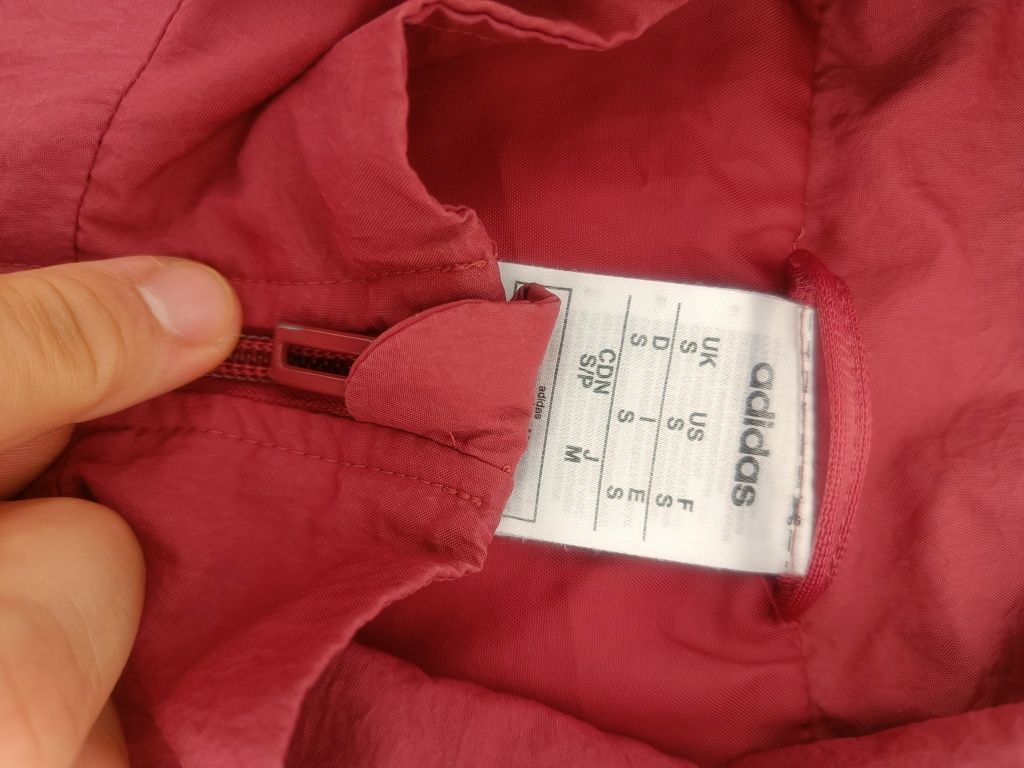 adidas
UK US F
S S S
D I E
S S S
CDN J
S/P M
adidas